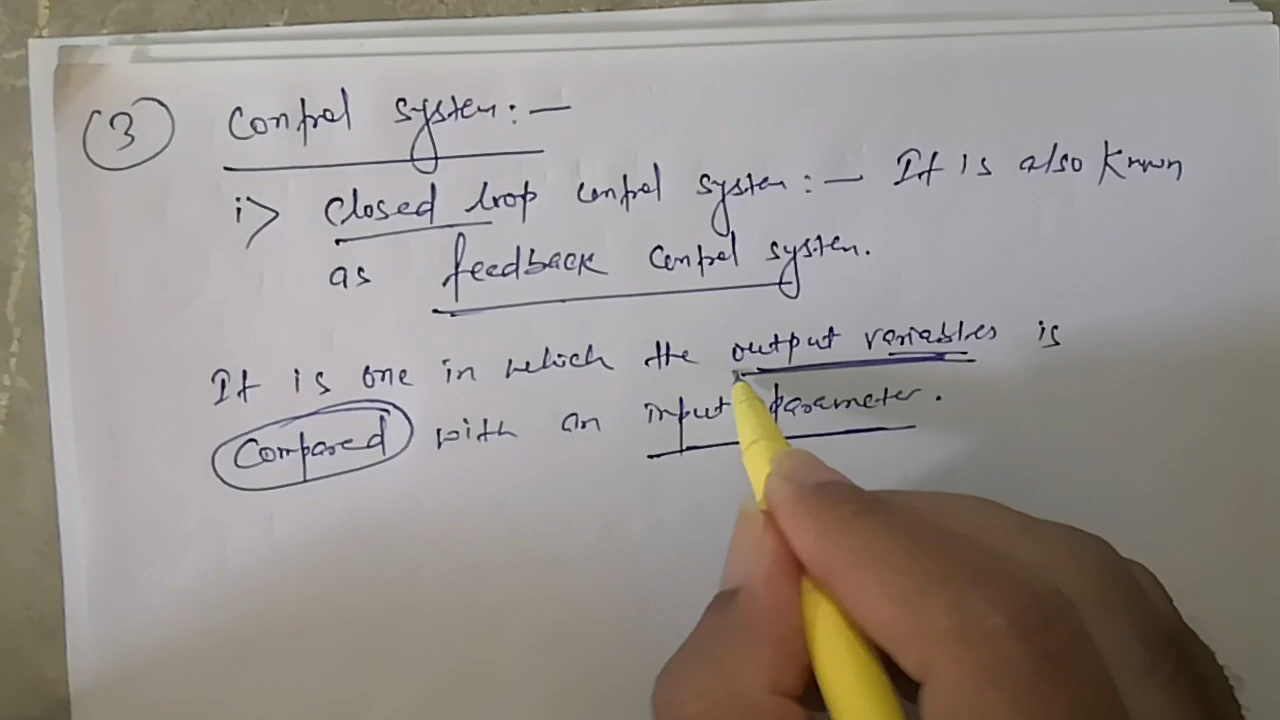 (3) Control system: —
i> Closed loop control system: — It is also known
as feedback control system.
It is one in which the output variables is
compared with an input parameter.